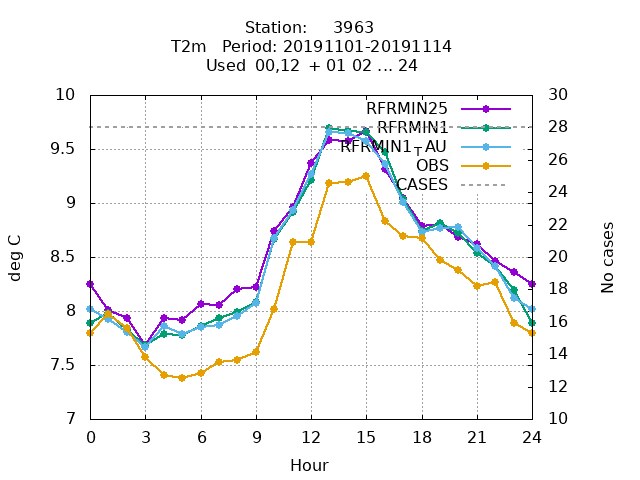 Station: 3963
T2m Period: 20191101-20191114
Used 00,12 + 01 02 ... 24
10
9.5
9
8.5
8
7.5
7
30
28
26
24
22
20
18
16
14
12
10
RFRMIN25
RFRMIN1
RFRMIN1_TAU
OBS
CASES
deg C
No cases
0 3 6 9 12 15 18 21 24
Hour